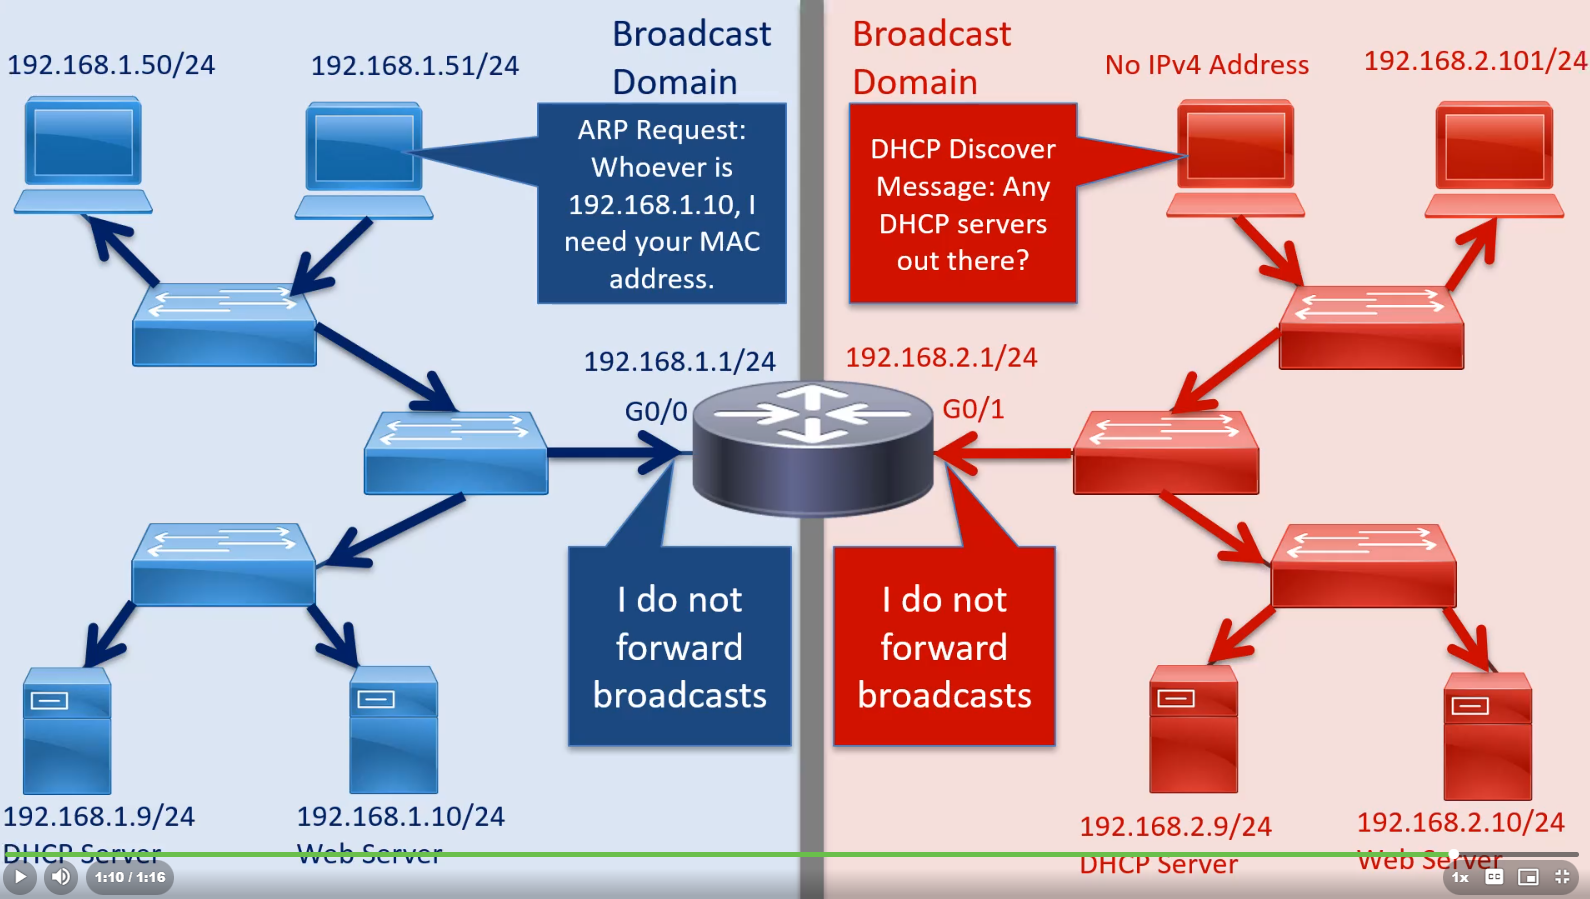 Broadcast
Domain
Broadcast
Domain
192.168.1.50/24
192.168.1.51/24
No IPv4 Address
192.168.2.101/24
ARP Request:
Whoever is
192.168.1.10, I
need your MAC
address.
DHCP Discover
Message: Any
DHCP servers
out there?
192.168.1.1/24
192.168.2.1/24
G0/0
G0/1
I do not
forward
broadcasts
I do not
forward
broadcasts
192.168.1.9/24
DHCP Server
192.168.1.10/24
Web Server
192.168.2.9/24
DHCP Server
192.168.2.10/24
Web Server
1:10 / 1:16
1x
CC